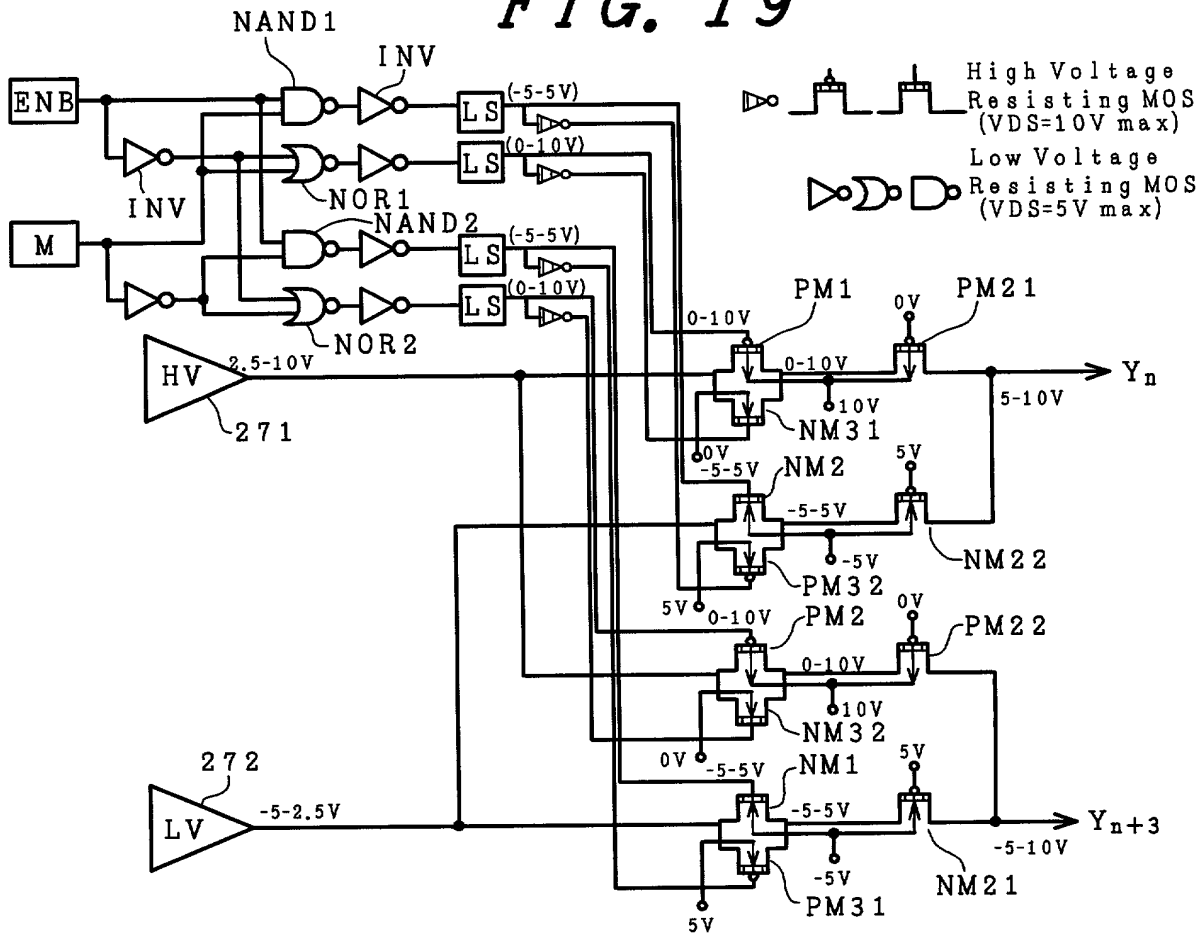 FIG. 19
NAND1
INV
ENB
LS
(-5-5V)
High Voltage
Resisting MOS
(VDS=10V max)
LS
(0-10V)
Low Voltage
Resisting MOS
(VDS=5V max)
INV
NOR1
NAND2
M
LS
(-5-5V)
LS
(0-10V)
NOR2
PM1
PM21
0V
0-10V
HV
2.5-10V
0-10V
Yn
5-10V
271
10V
NM31
0V
-5-5V
NM2
5V
-5-5V
-5V
NM22
PM32
5V
0-10V
PM2
0V
PM22
0-10V
10V
NM32
0V
-5-5V
NM1
5V
272
LV
-5-2.5V
-5-5V
Yn+3
-5-10V
-5V
NM21
PM31
5V